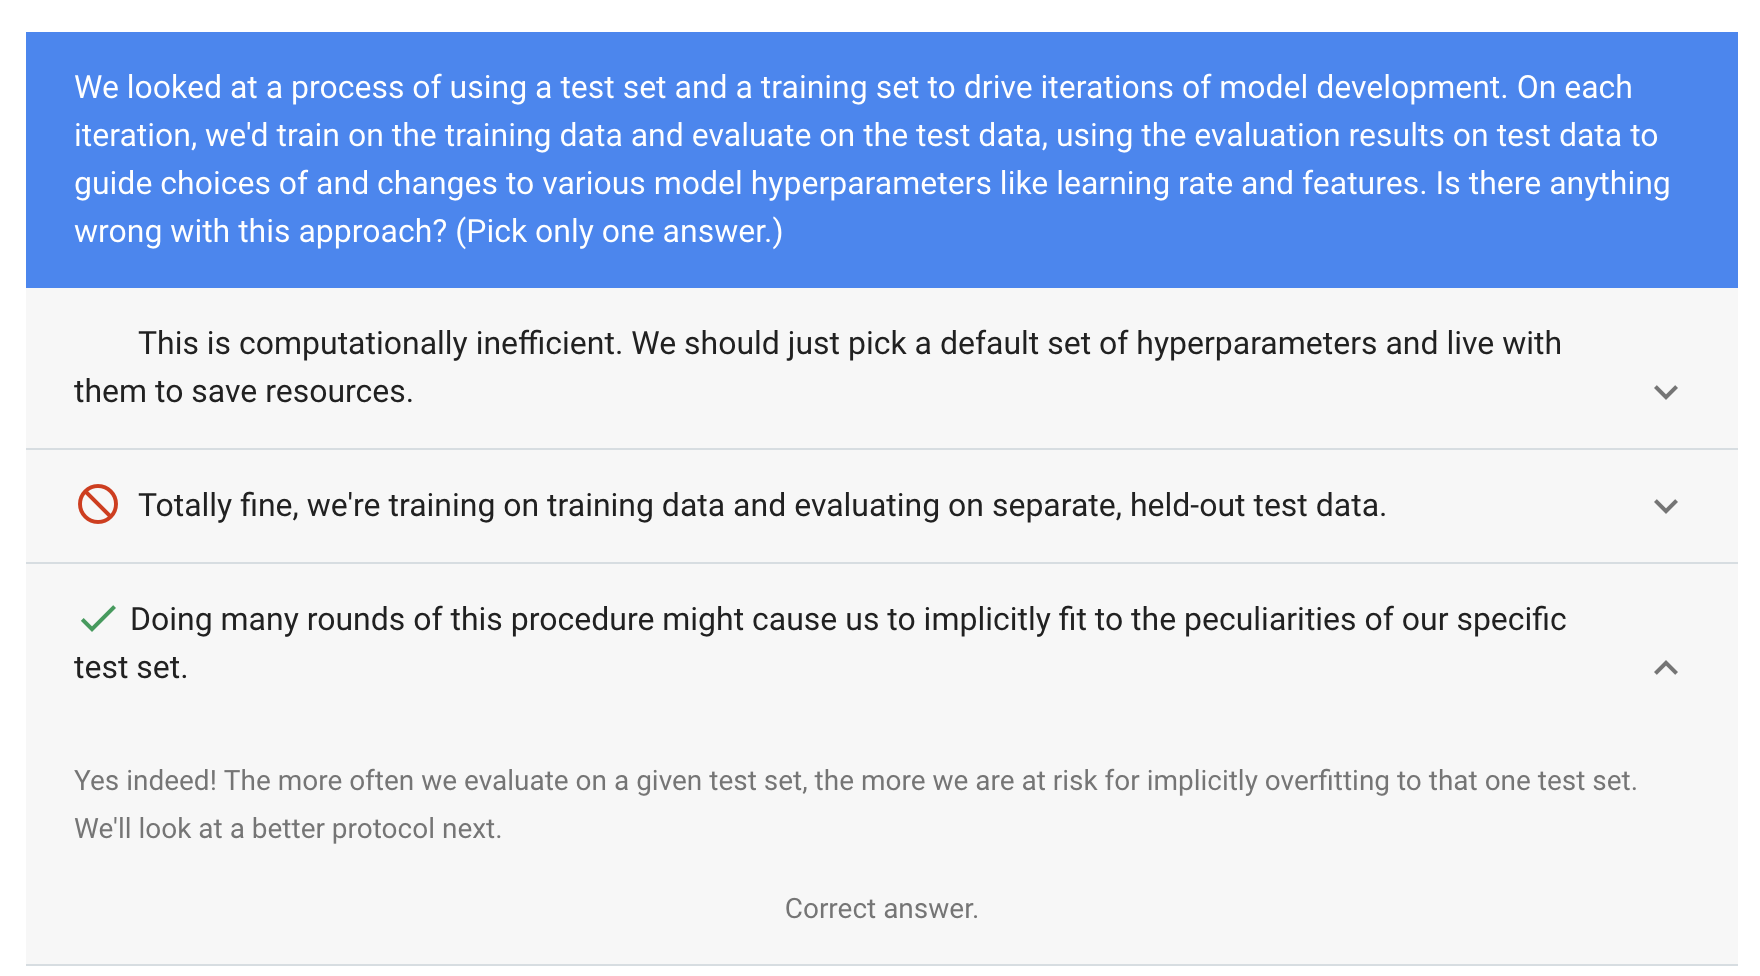 We looked at a process of using a test set and a training set to drive iterations of model development. On each
iteration, we'd train on the training data and evaluate on the test data, using the evaluation results on test data to
guide choices of and changes to various model hyperparameters like learning rate and features. Is there anything
wrong with this approach? (Pick only one answer.)
This is computationally inefficient. We should just pick a default set of hyperparameters and live with
them to save resources.
Totally fine, we're training on training data and evaluating on separate, held-out test data.
Doing many rounds of this procedure might cause us to implicitly fit to the peculiarities of our specific
test set.
Yes indeed! The more often we evaluate on a given test set, the more we are at risk for implicitly overfitting to that one test set.
We'll look at a better protocol next.
Correct answer.